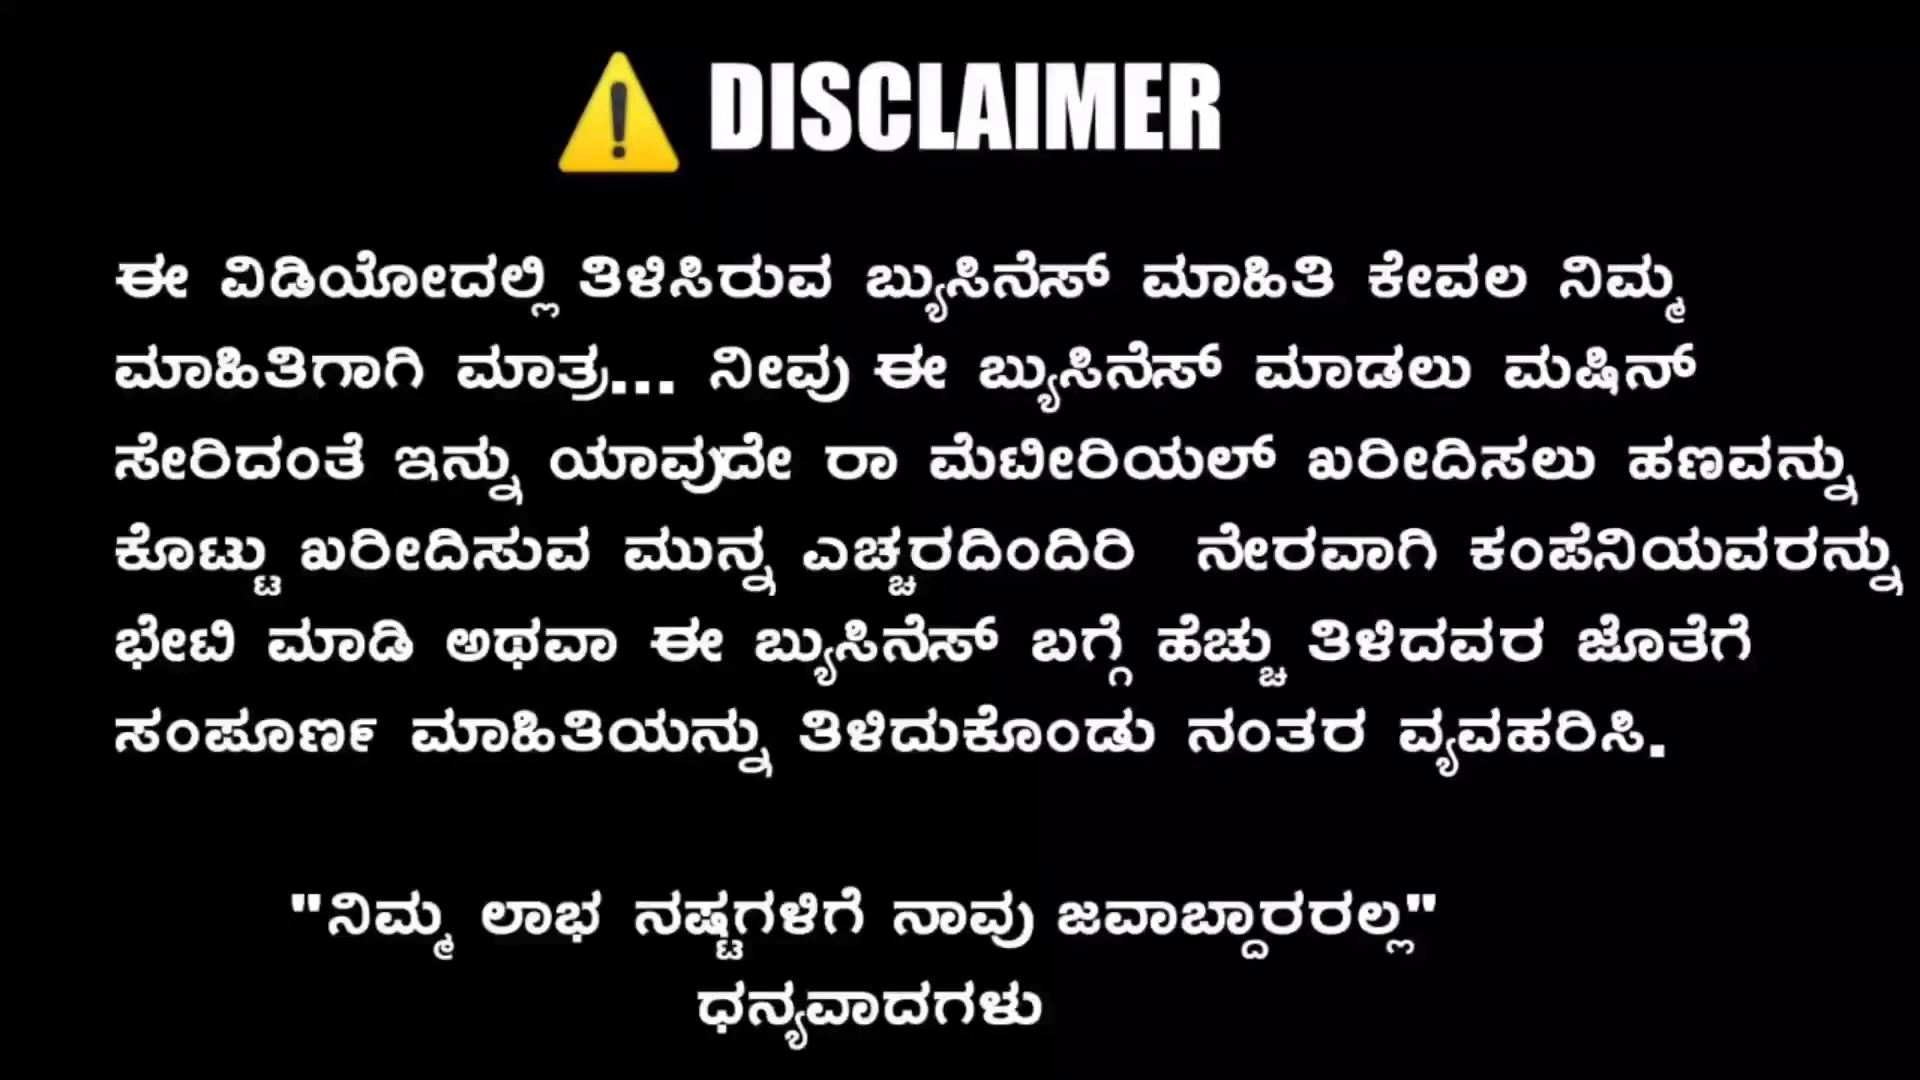 ⚠️ DISCLAIMER
ಈ ವಿಡಿಯೋದಲ್ಲಿ ತಿಳಿಸಿರುವ ಬ್ಯುಸಿನೆಸ್ ಮಾಹಿತಿ ಕೇವಲ ನಿಮ್ಮ
ಮಾಹಿತಿಗಾಗಿ ಮಾತ್ರ... ನೀವು ಈ ಬ್ಯುಸಿನೆಸ್ ಮಾಡಲು ಮಷಿನ್
ಸೇರಿದಂತೆ ಇನ್ನು ಯಾವುದೇ ರಾ ಮೆಟೀರಿಯಲ್ ಖರೀದಿಸಲು ಹಣವನ್ನು
ಕೊಟ್ಟು ಖರೀದಿಸುವ ಮುನ್ನ ಎಚ್ಚರದಿಂದಿರಿ ನೇರವಾಗಿ ಕಂಪೆನಿಯವರನ್ನು
ಭೇಟಿ ಮಾಡಿ ಅಥವಾ ಈ ಬ್ಯುಸಿನೆಸ್ ಬಗ್ಗೆ ಹೆಚ್ಚು ತಿಳಿದವರ ಜೊತೆಗೆ
ಸಂಪೂರ್ಣ ಮಾಹಿತಿಯನ್ನು ತಿಳಿದುಕೊಂಡು ನಂತರ ವ್ಯವಹರಿಸಿ.
"ನಿಮ್ಮ ಲಾಭ ನಷ್ಟಗಳಿಗೆ ನಾವು ಜವಾಬ್ದಾರರಲ್ಲ"
ಧನ್ಯವಾದಗಳು